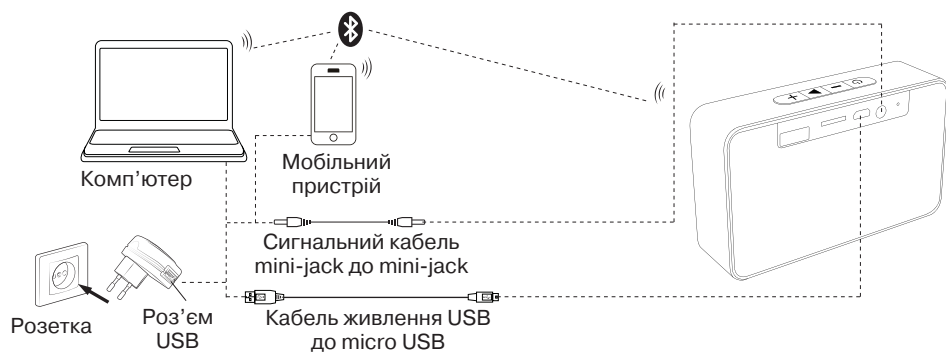 Комп’ютер
Мобільний
пристрій
Сигнальний кабель
mini-jack до mini-jack
Розетка
Роз’єм
USB
Кабель живлення USB
до micro USB